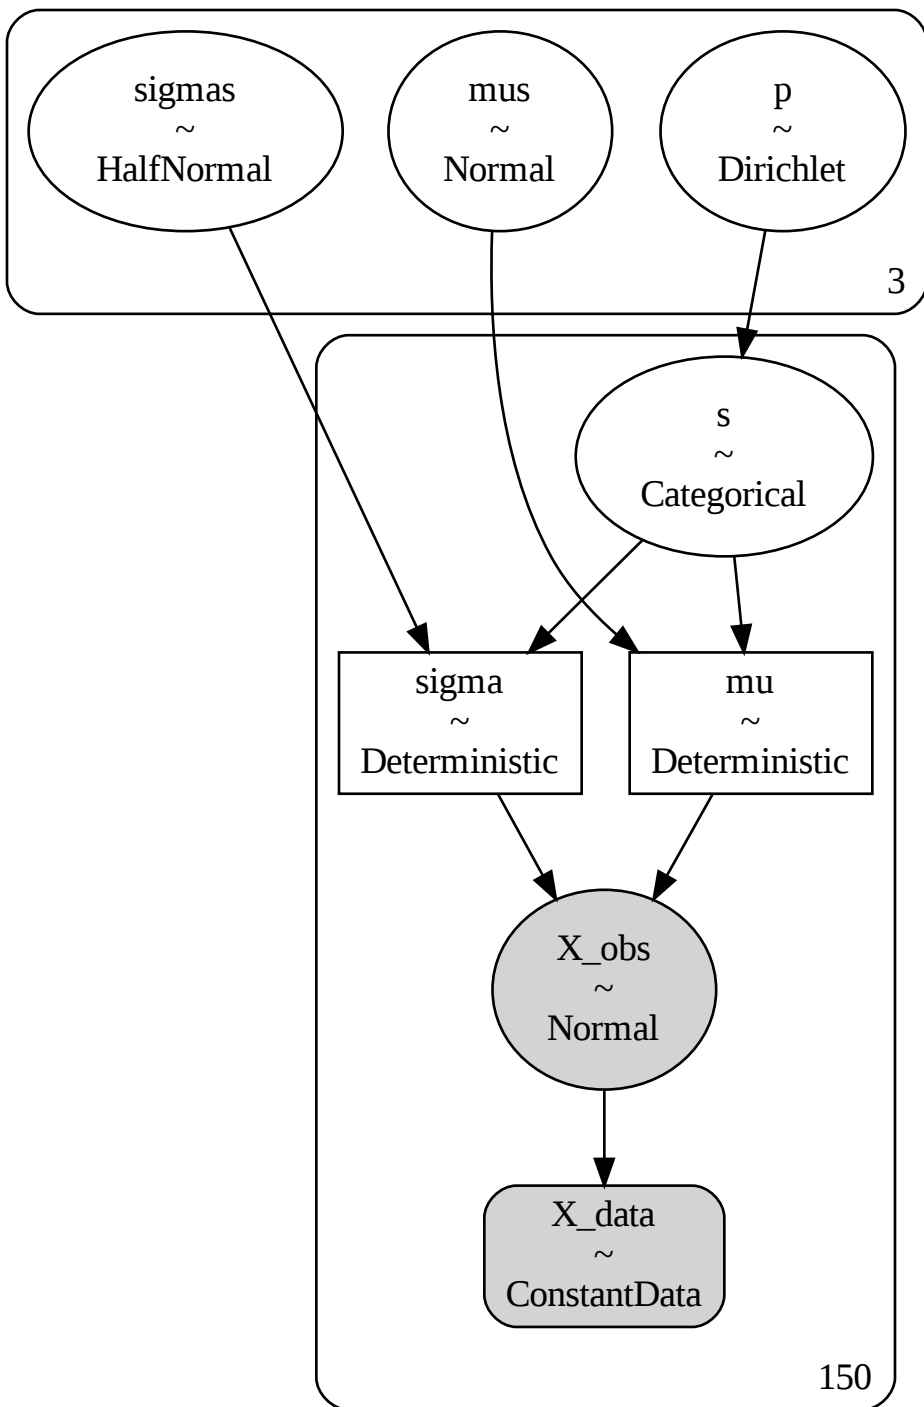 sigmas
~
HalfNormal
mus
~
Normal
p
~
Dirichlet
3
s
~
Categorical
sigma
~
Deterministic
mu
~
Deterministic
X_obs
~
Normal
X_data
~
ConstantData
150